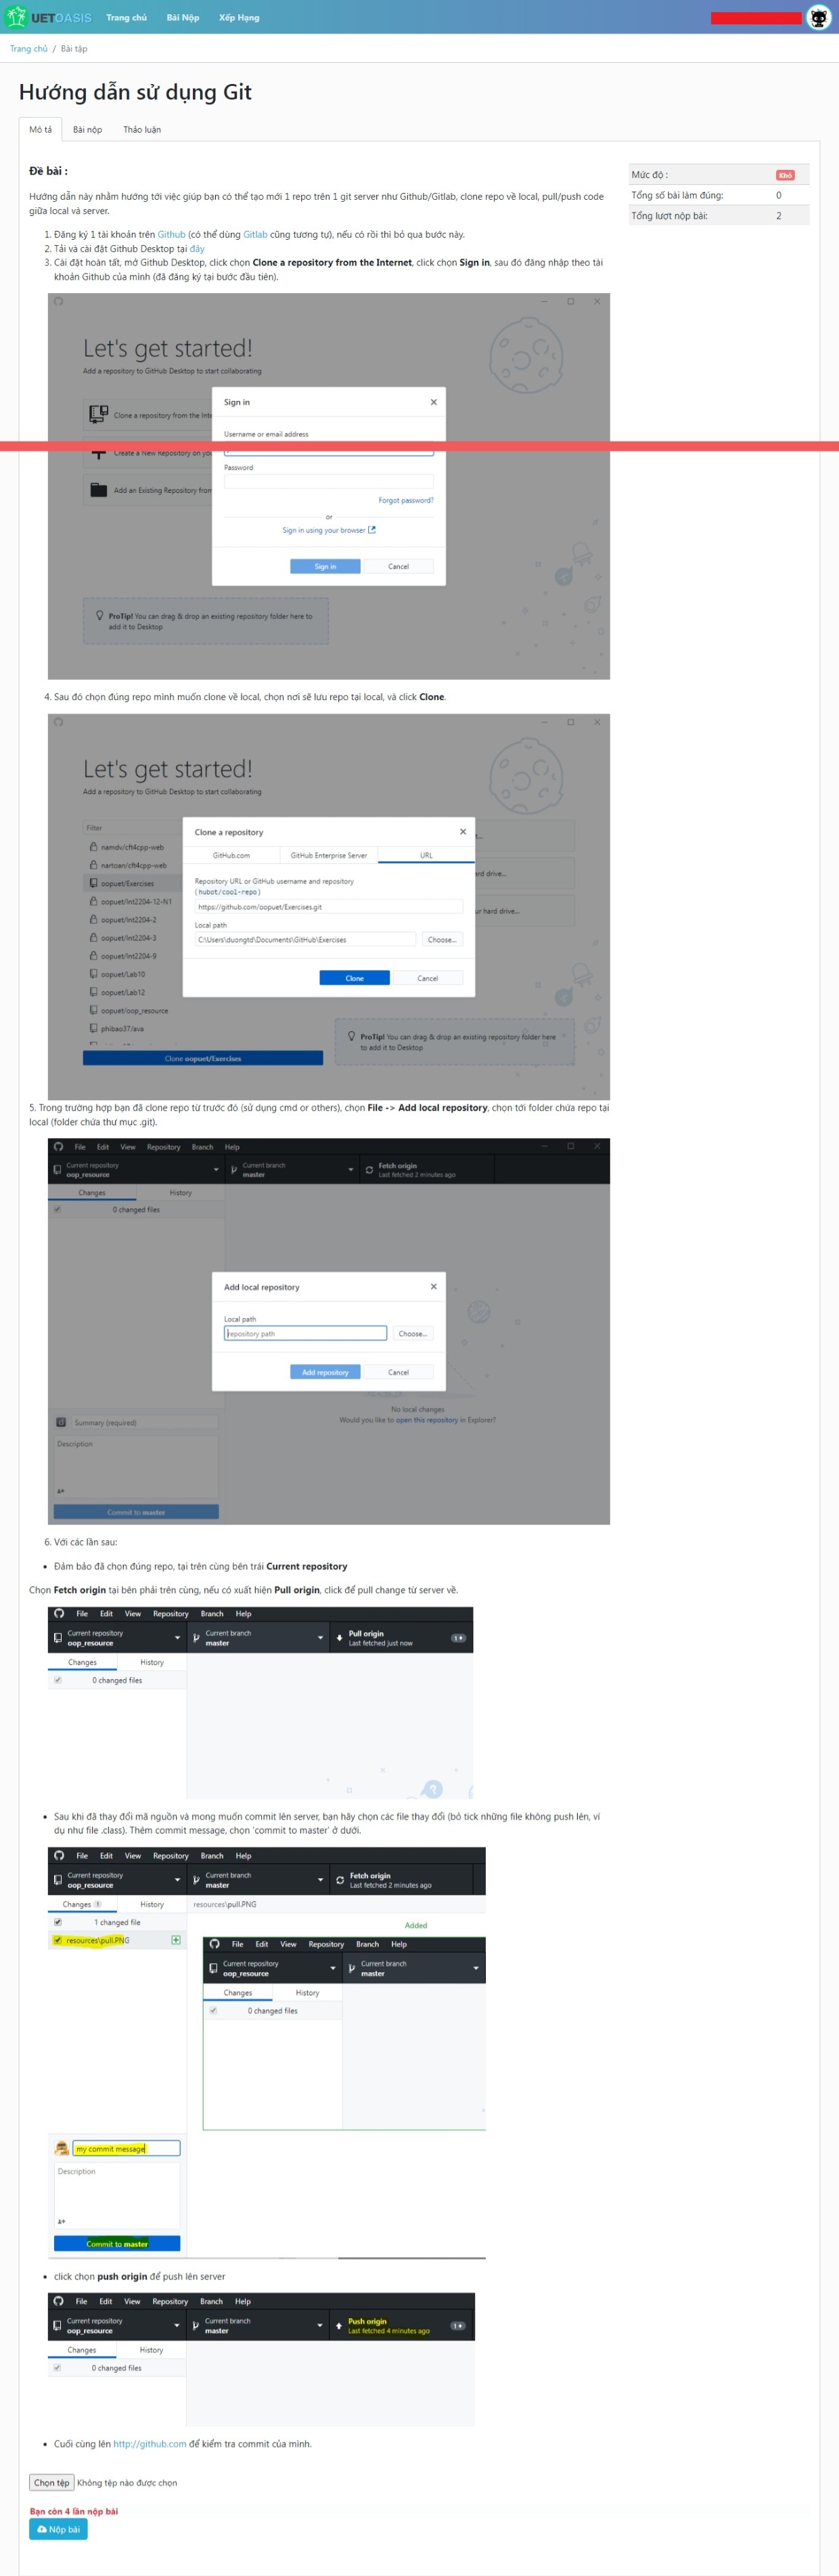 UETOASIS Trang chủ Bài Nộp Xếp Hạng
Trang chủ / Bài tập
Hướng dẫn sử dụng Git
Mô tả Bài nộp Thảo luận
Đề bài :
Mức độ : Khó
Tổng số bài làm đúng: 0
Tổng lượt nộp bài: 2
Hướng dẫn này nhằm hướng tới việc giúp bạn có thể tạo mới 1 repo trên 1 git server như Github/Gitlab, clone repo về local, pull/push code
giữa local và server.
1. Đăng ký 1 tài khoản trên Github (có thể dùng Gitlab cũng tương tự), nếu có rồi thì bỏ qua bước này.
2. Tải và cài đặt Github Desktop tại đây
3. Cài đặt hoàn tất, mở Github Desktop, click chọn Clone a repository from the Internet, click chọn Sign in, sau đó đăng nhập theo tài
khoản Github của mình (đã đăng ký tại bước đầu tiên).
Let's get started!
Add a repository to GitHub Desktop to start collaborating
Clone a repository from the Inte
Create a New Repository on you
Add an Existing Repository from
Sign in
Username or email address
Password
Forgot password?
or
Sign in using your browser
Sign in Cancel
ProTip! You can drag & drop an existing repository folder here to
add it to Desktop
4. Sau đó chọn đúng repo mình muốn clone về local, chọn nơi sẽ lưu repo tại local, và click Clone.
Let's get started!
Add a repository to GitHub Desktop to start collaborating
Filter
namdv/cft4cpp-web
nartoan/cft4cpp-web
oopuet/Exercises
oopuet/Int2204-12-N1
oopuet/Int2204-2
oopuet/Int2204-3
oopuet/Int2204-9
oopuet/Lab10
oopuet/Lab12
oopuet/oop_resource
phibao37/ava
Clone oopuet/Exercises
Clone a repository
GitHub.com GitHub Enterprise Server URL
Repository URL or GitHub username and repository
(hubot/cool-repo)
https://github.com/oopuet/Exercises.git
Local path
C:\Users\duongtd\Documents\GitHub\Exercises Choose...
Clone Cancel
t...
ard drive...
ur hard drive...
ProTip! You can drag & drop an existing repository folder here
to add it to Desktop
5. Trong trường hợp bạn đã clone repo từ trước đó (sử dụng cmd or others), chọn File -> Add local repository, chọn tới folder chứa repo tại
local (folder chứa thư mục .git).
File Edit View Repository Branch Help
Current repository
oop_resource
Current branch
master
Fetch origin
Last fetched 2 minutes ago
Changes History
0 changed files
Add local repository
Local path
repository path Choose...
Add repository Cancel
No local changes
Would you like to open this repository in Explorer?
Summary (required)
Description
Commit to master
6. Với các lần sau:
• Đảm bảo đã chọn đúng repo, tại trên cùng bên trái Current repository
Chọn Fetch origin tại bên phải trên cùng, nếu có xuất hiện Pull origin, click để pull change từ server về.
File Edit View Repository Branch Help
Current repository
oop_resource
Current branch
master
Pull origin
Last fetched just now
1
Changes History
0 changed files
• Sau khi đã thay đổi mã nguồn và mong muốn commit lên server, bạn hãy chọn các file thay đổi (bỏ tick những file không push lên, ví
dụ như file .class). Thêm commit message, chọn 'commit to master' ở dưới.
File Edit View Repository Branch Help
Current repository
oop_resource
Current branch
master
Fetch origin
Last fetched 2 minutes ago
Changes 1 History resources\pull.PNG
1 changed file
resources\pull.PNG
Added
File Edit View Repository Branch Help
Current repository
oop_resource
Current branch
master
Changes History
0 changed files
my commit message
Description
Commit to master
• click chọn push origin để push lên server
File Edit View Repository Branch Help
Current repository
oop_resource
Current branch
master
Push origin
Last fetched 4 minutes ago
1
Changes History
0 changed files
• Cuối cùng lên http://github.com để kiểm tra commit của mình.
Chọn tệp Không tệp nào được chọn
Bạn còn 4 lần nộp bài
Nộp bài